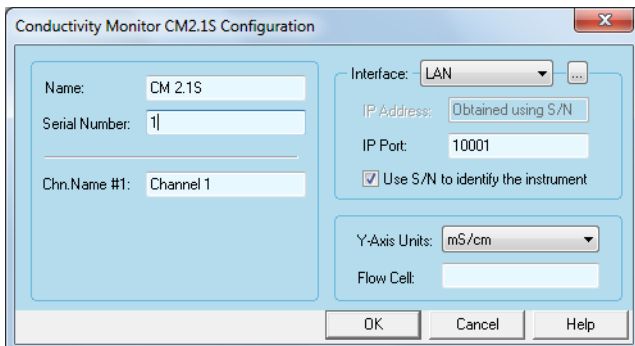 Conductivity Monitor CM2.1S Configuration
Name: CM 2.1S
Serial Number: 1
Chn.Name #1: Channel 1
Interface: LAN ...
IP Address: Obtained using S/N
IP Port: 10001
Use S/N to identify the instrument
Y-Axis Units: mS/cm
Flow Cell:
OK Cancel Help